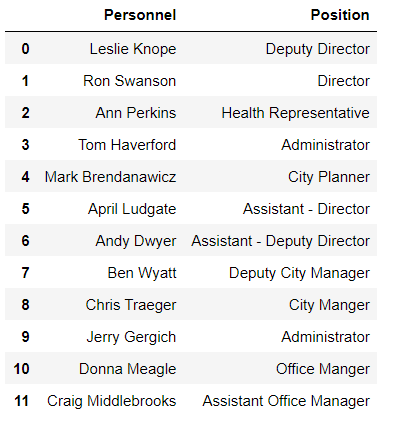 Personnel Position
0 Leslie Knope Deputy Director
1 Ron Swanson Director
2 Ann Perkins Health Representative
3 Tom Haverford Administrator
4 Mark Brendanawicz City Planner
5 April Ludgate Assistant - Director
6 Andy Dwyer Assistant - Deputy Director
7 Ben Wyatt Deputy City Manager
8 Chris Traeger City Manger
9 Jerry Gergich Administrator
10 Donna Meagle Office Manger
11 Craig Middlebrooks Assistant Office Manager